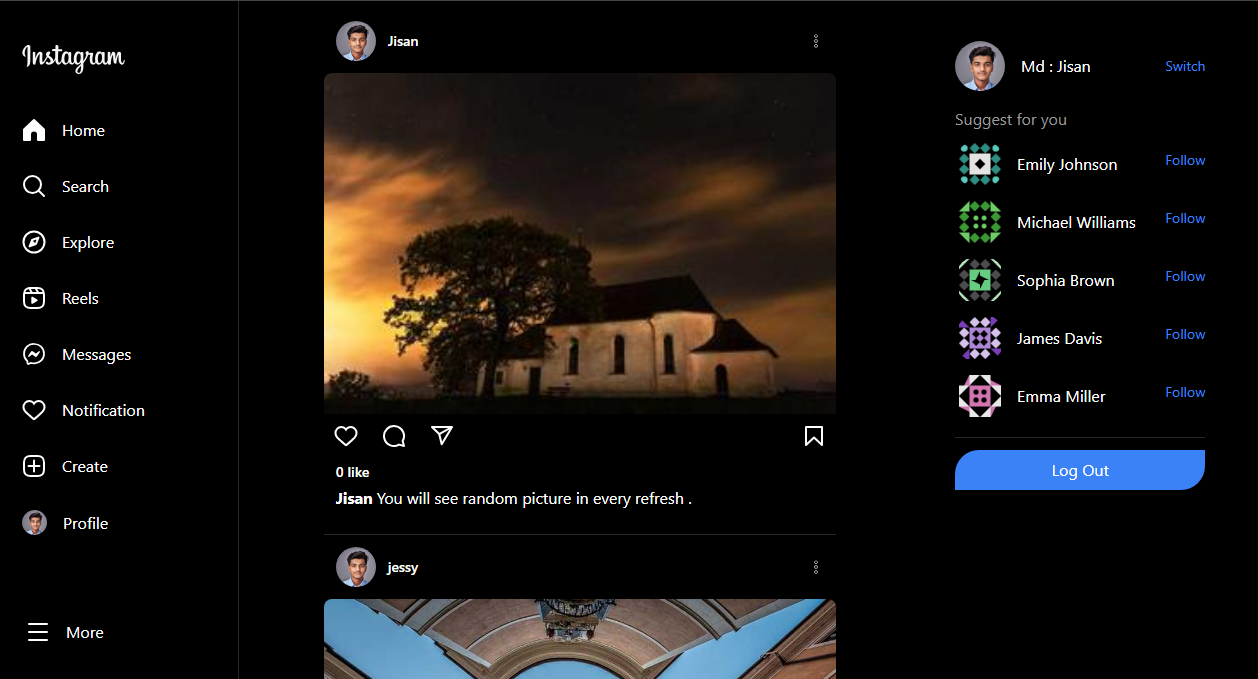 Instagram
Home
Search
Explore
Reels
Messages
Notification
Create
Profile
More
Jisan
0 like
Jisan You will see random picture in every refresh .
jessy
Md : Jisan
Switch
Suggest for you
Emily Johnson
Follow
Michael Williams
Follow
Sophia Brown
Follow
James Davis
Follow
Emma Miller
Follow
Log Out